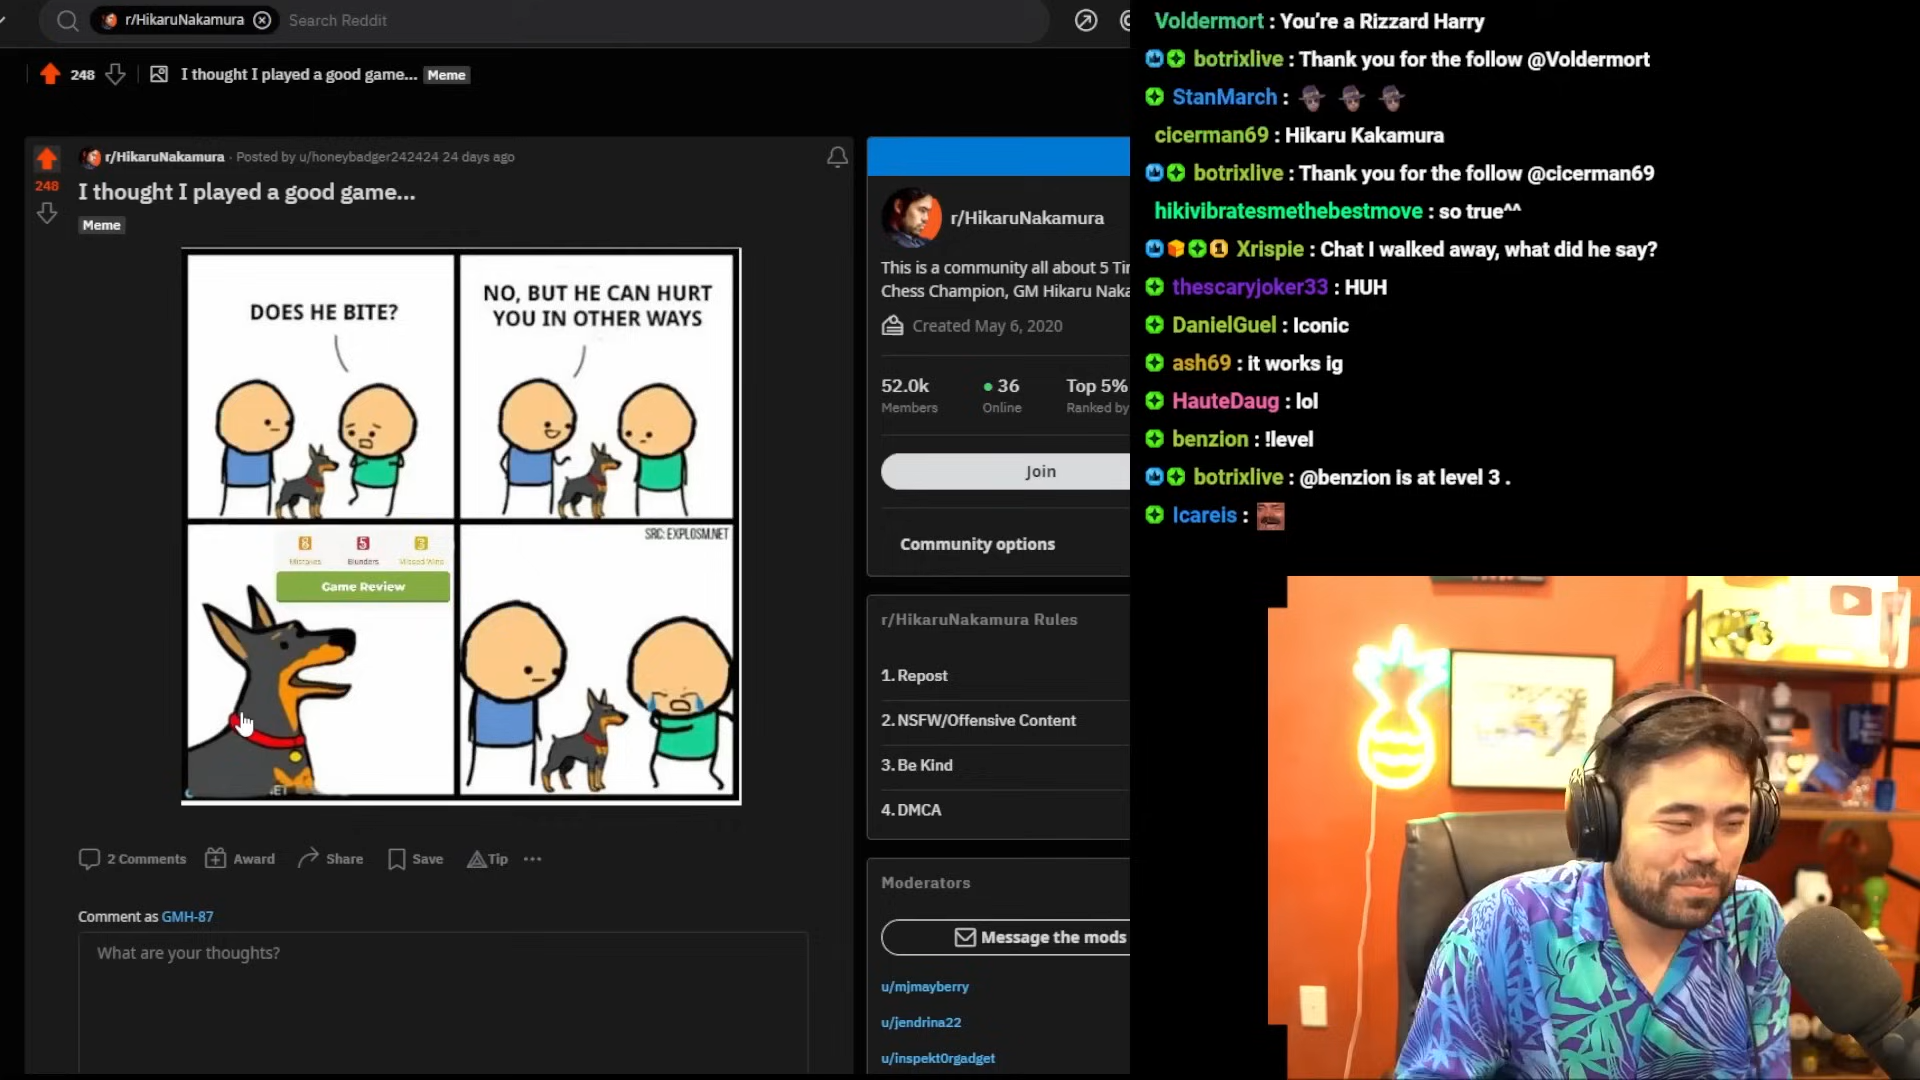 r/HikaruNakamura
Search Reddit
248
I thought I played a good game...
Meme
r/HikaruNakamura · Posted by u/honeybadger242424 24 days ago
248
I thought I played a good game...
Meme
DOES HE BITE?
NO, BUT HE CAN HURT
YOU IN OTHER WAYS
8
5
3
Mistakes
Blunders
Missed Wins
Game Review
SRC: EXPLOSM.NET
2 Comments
Award
Share
Save
Tip
Comment as GMH-87
What are your thoughts?
r/HikaruNakamura
This is a community all about 5 Ti
Chess Champion, GM Hikaru Naka
Created May 6, 2020
52.0k
Members
36
Online
Top 5%
Ranked by
Join
Community options
r/HikaruNakamura Rules
1. Repost
2. NSFW/Offensive Content
3. Be Kind
4. DMCA
Moderators
Message the mods
u/mjmayberry
u/jendrina22
u/inspekt0rgadget
Voldermort : You're a Rizzard Harry
botrixlive : Thank you for the follow @Voldermort
StanMarch :
cicerman69 : Hikaru Kakamura
botrixlive : Thank you for the follow @cicerman69
hikivibratesmethebestmove : so true^^
Xrispie : Chat I walked away, what did he say?
thescaryjoker33 : HUH
DanielGuel : Iconic
ash69 : it works ig
HauteDaug : lol
benzion : !level
botrixlive : @benzion is at level 3 .
Icareis :